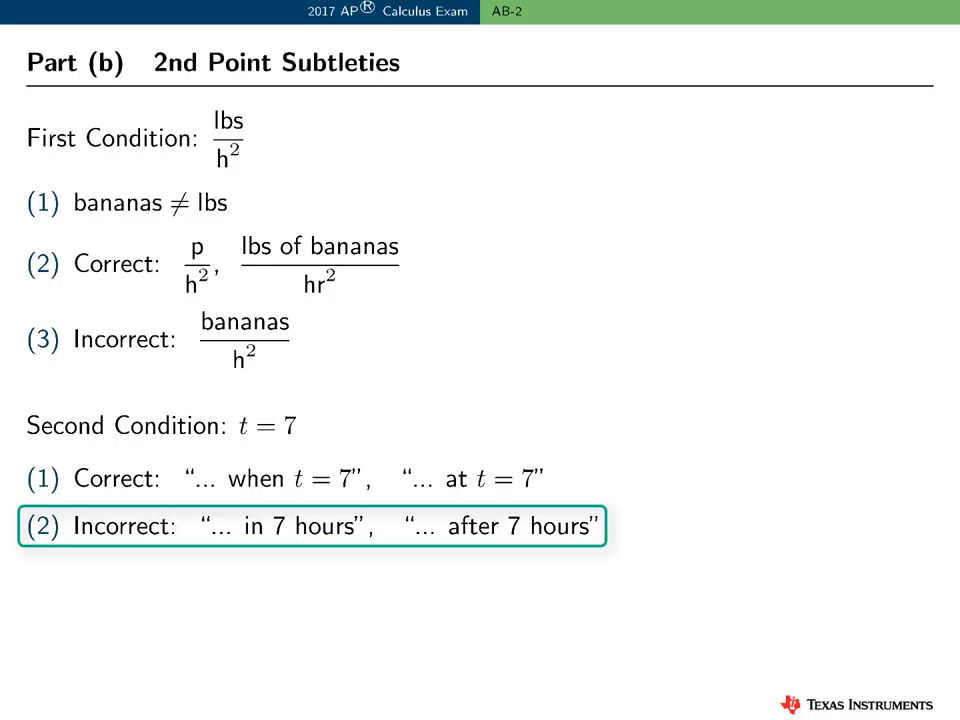 2017 AP® Calculus Exam AB-2
Part (b) 2nd Point Subtleties
First Condition: lbs/h²
(1) bananas ≠ lbs
(2) Correct: p/h², lbs of bananas/hr²
(3) Incorrect: bananas/h²
Second Condition: t = 7
(1) Correct: “... when t = 7”, “... at t = 7”
(2) Incorrect: “... in 7 hours”, “... after 7 hours”
TEXAS INSTRUMENTS